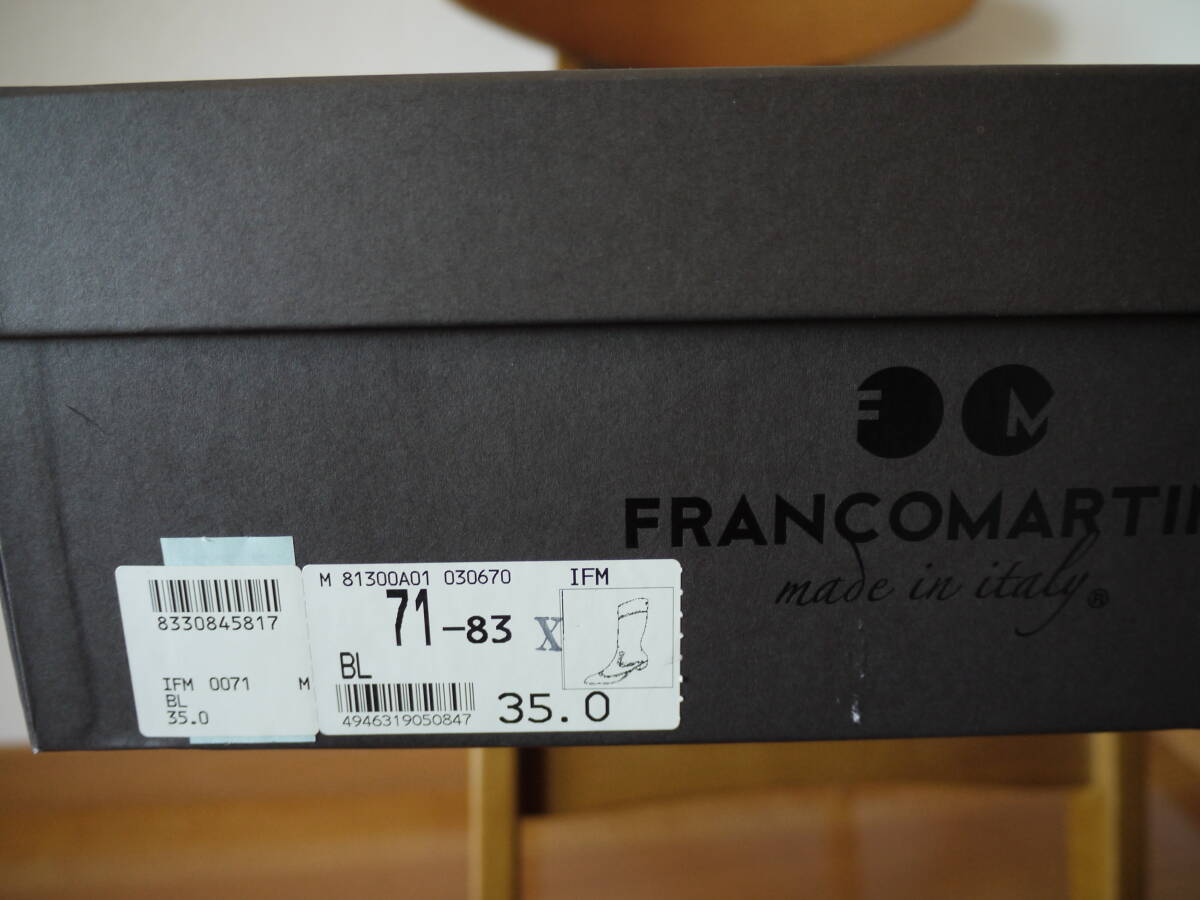 F M
FRANCOMARTI
made in italy®
8330845817
IFM 0071 M
BL
35.0
M 81300A01 030670 IFM
71-83 X
BL
4946319050847
35.0